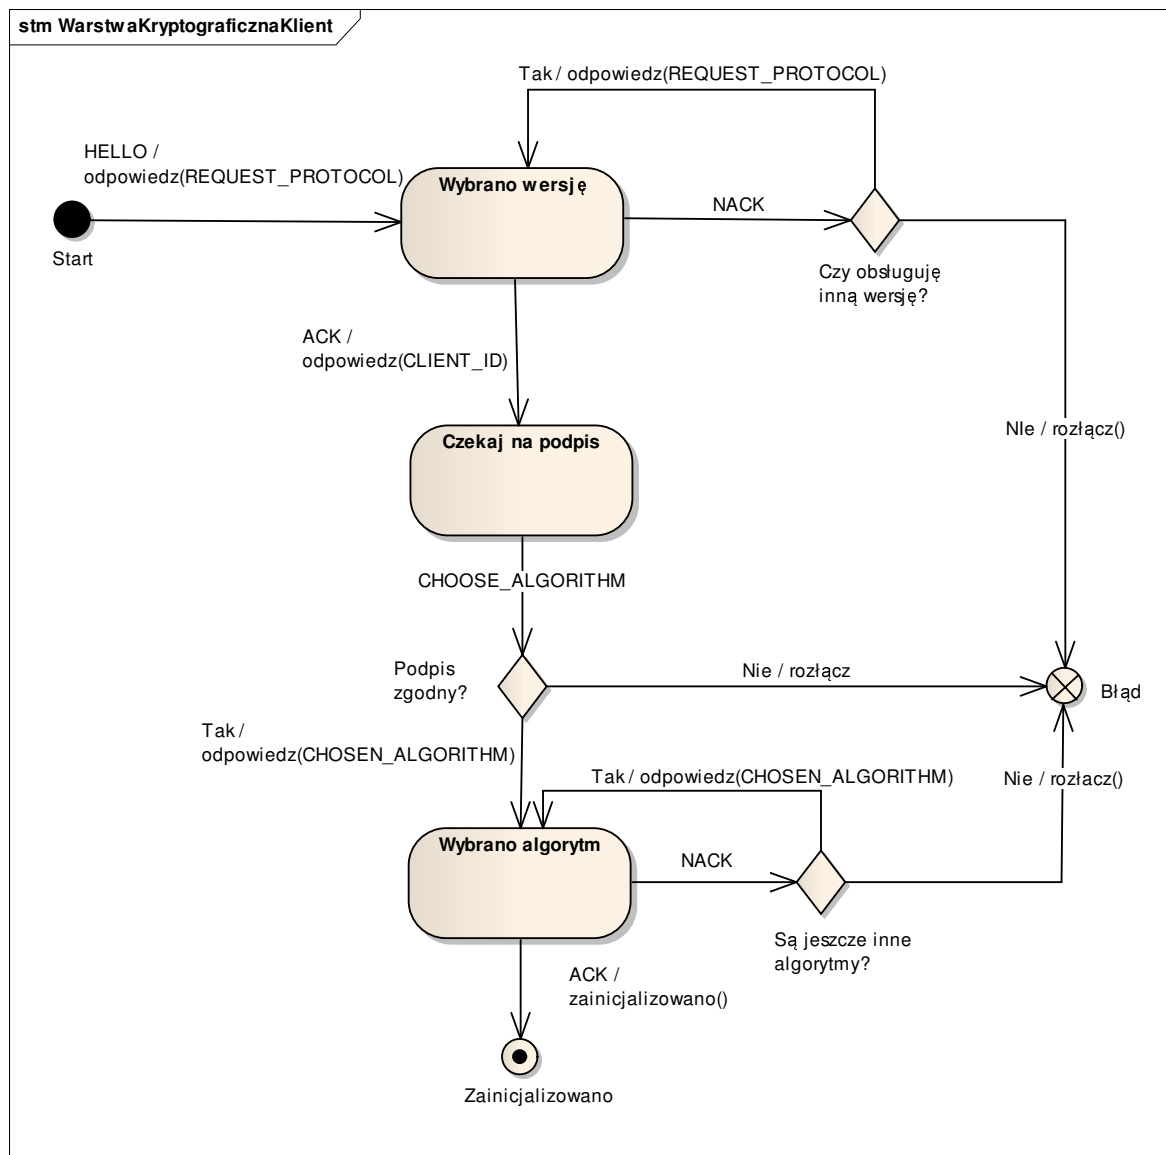 stm WarstwaKryptograficznaKlient
Tak / odpowiedz(REQUEST_PROTOCOL)
HELLO /
odpowiedz(REQUEST_PROTOCOL)
Wybrano wersję
NACK
Start
Czy obsługuję
inną wersję?
ACK /
odpowiedz(CLIENT_ID)
NIe / rozłącz()
Czekaj na podpis
CHOOSE_ALGORITHM
Podpis
zgodny?
Nie / rozłącz
Błąd
Tak /
odpowiedz(CHOSEN_ALGORITHM)
Tak / odpowiedz(CHOSEN_ALGORITHM)
Nie / rozłacz()
Wybrano algorytm
NACK
Są jeszcze inne
algorytmy?
ACK /
zainicjalizowano()
Zainicjalizowano